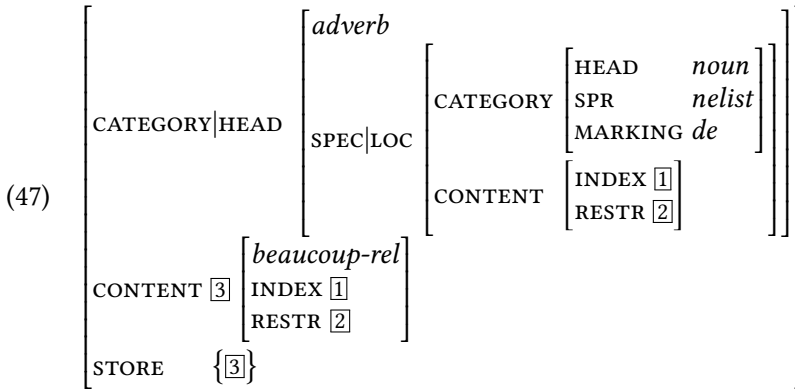 adverb
HEAD noun
CATEGORY SPR nelist
MARKING de
CATEGORY|HEAD SPEC|LOC
INDEX 1
CONTENT RESTR 2
(47)
beaucoup-rel
CONTENT 3 INDEX 1
RESTR 2
STORE {3}